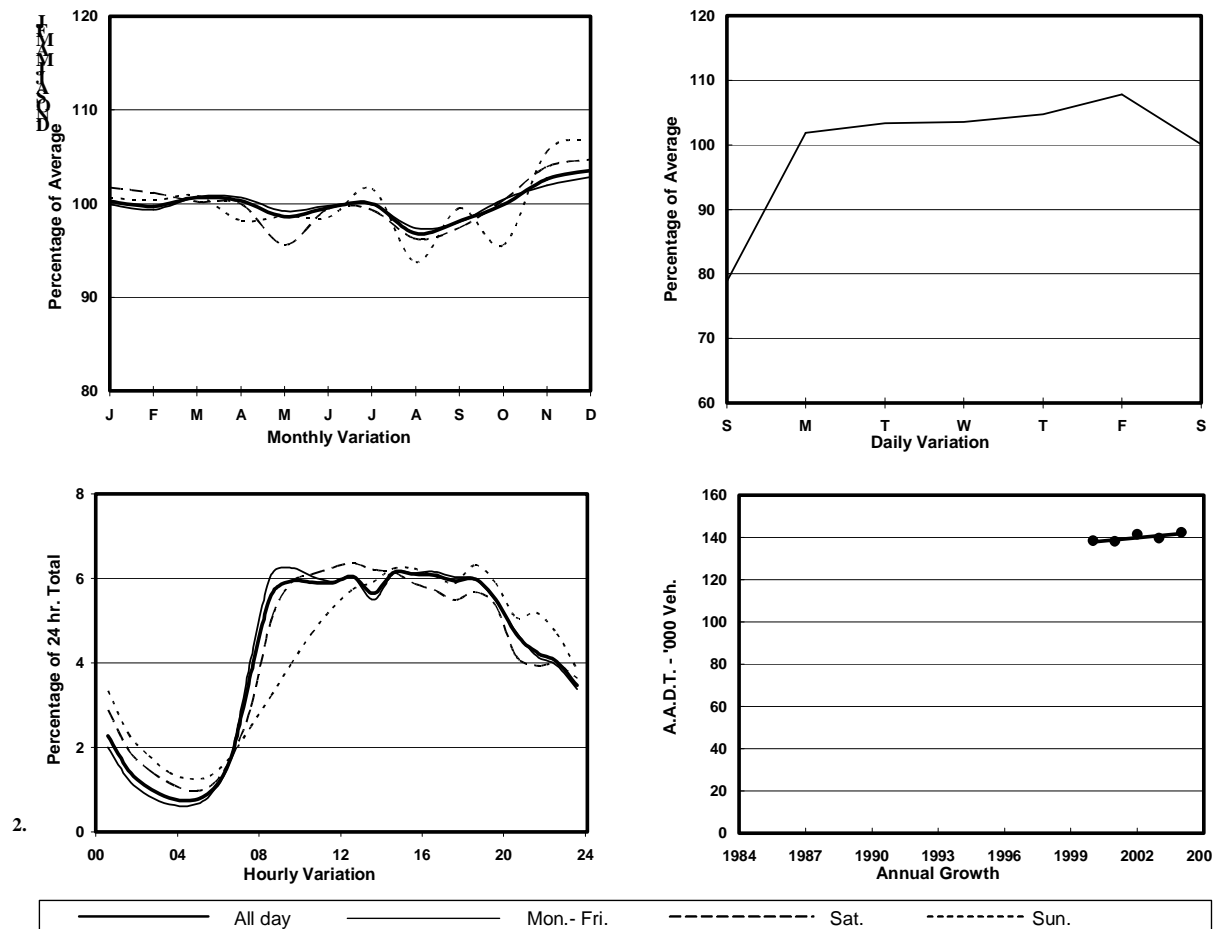 J
F
M
A
M
J
J
A
S
O
N
D
120
110
100
90
80
Percentage of Average
J F M A M J J A S O N D
Monthly Variation
120
110
100
90
80
70
60
Percentage of Average
S M T W T F S
Daily Variation
2.
8
6
4
2
0
Percentage of 24 hr. Total
00 04 08 12 16 20 24
Hourly Variation
160
140
120
100
80
60
40
20
0
A.A.D.T. - '000 Veh.
1984 1987 1990 1993 1996 1999 2002 200
Annual Growth
All day Mon.- Fri. Sat. Sun.